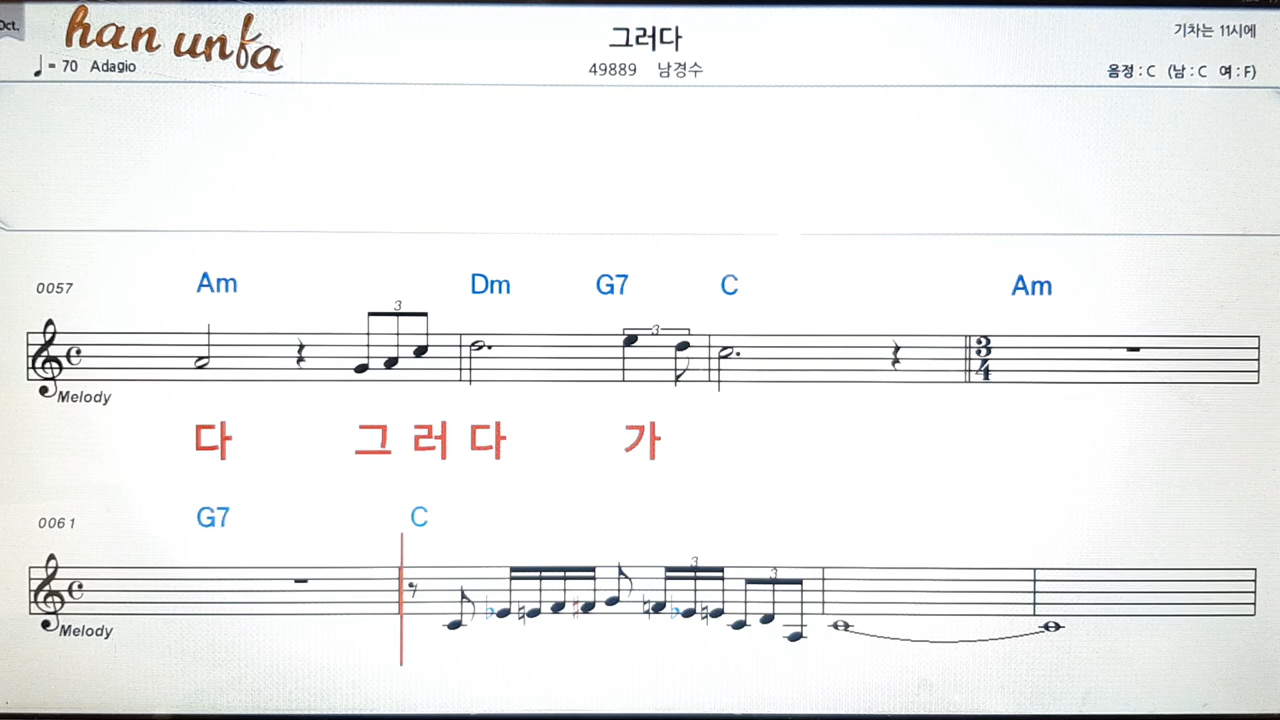 Oct.
han unfa
그러다
기차는 11시에
♩= 70 Adagio
49889 남경수
음정 : C (남 : C 여 : F)
0057 Am Dm G7 C Am
3 3
3
4
Melody
다 그 러 다 가
0061 G7 C
3 3
Melody